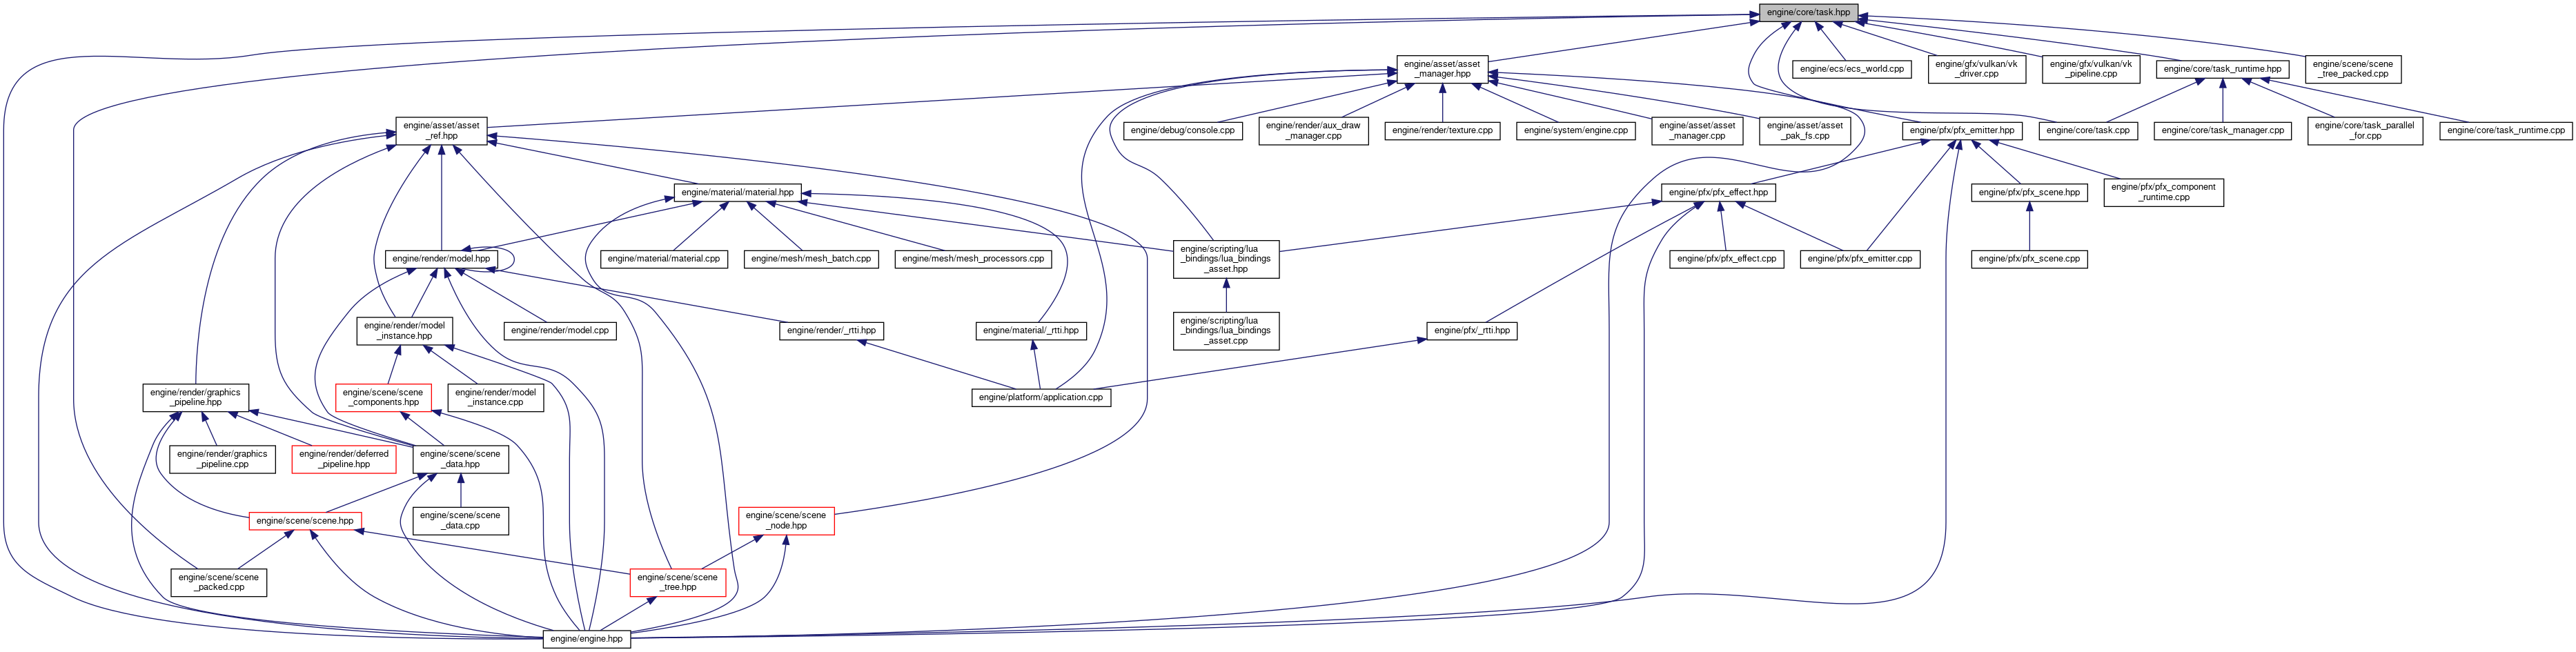 engine/core/task.hpp
engine/asset/asset
_manager.hpp
engine/ecs/ecs_world.cpp
engine/gfx/vulkan/vk
_driver.cpp
engine/gfx/vulkan/vk
_pipeline.cpp
engine/core/task_runtime.hpp
engine/scene/scene
_tree_packed.cpp
engine/asset/asset
_ref.hpp
engine/debug/console.cpp
engine/render/aux_draw
_manager.cpp
engine/render/texture.cpp
engine/system/engine.cpp
engine/asset/asset
_manager.cpp
engine/asset/asset
_pak_fs.cpp
engine/pfx/pfx_emitter.hpp
engine/core/task.cpp
engine/core/task_manager.cpp
engine/core/task_parallel
_for.cpp
engine/core/task_runtime.cpp
engine/material/material.hpp
engine/pfx/pfx_effect.hpp
engine/pfx/pfx_scene.hpp
engine/pfx/pfx_component
_runtime.cpp
engine/render/model.hpp
engine/material/material.cpp
engine/mesh/mesh_batch.cpp
engine/mesh/mesh_processors.cpp
engine/scripting/lua
_bindings/lua_bindings
_asset.hpp
engine/pfx/pfx_effect.cpp
engine/pfx/pfx_emitter.cpp
engine/pfx/pfx_scene.cpp
engine/render/model
_instance.hpp
engine/render/model.cpp
engine/render/_rtti.hpp
engine/material/_rtti.hpp
engine/scripting/lua
_bindings/lua_bindings
_asset.cpp
engine/pfx/_rtti.hpp
engine/render/graphics
_pipeline.hpp
engine/scene/scene
_components.hpp
engine/render/model
_instance.cpp
engine/platform/application.cpp
engine/render/graphics
_pipeline.cpp
engine/render/deferred
_pipeline.hpp
engine/scene/scene
_data.hpp
engine/scene/scene.hpp
engine/scene/scene
_data.cpp
engine/scene/scene
_node.hpp
engine/scene/scene
_packed.cpp
engine/scene/scene
_tree.hpp
engine/engine.hpp